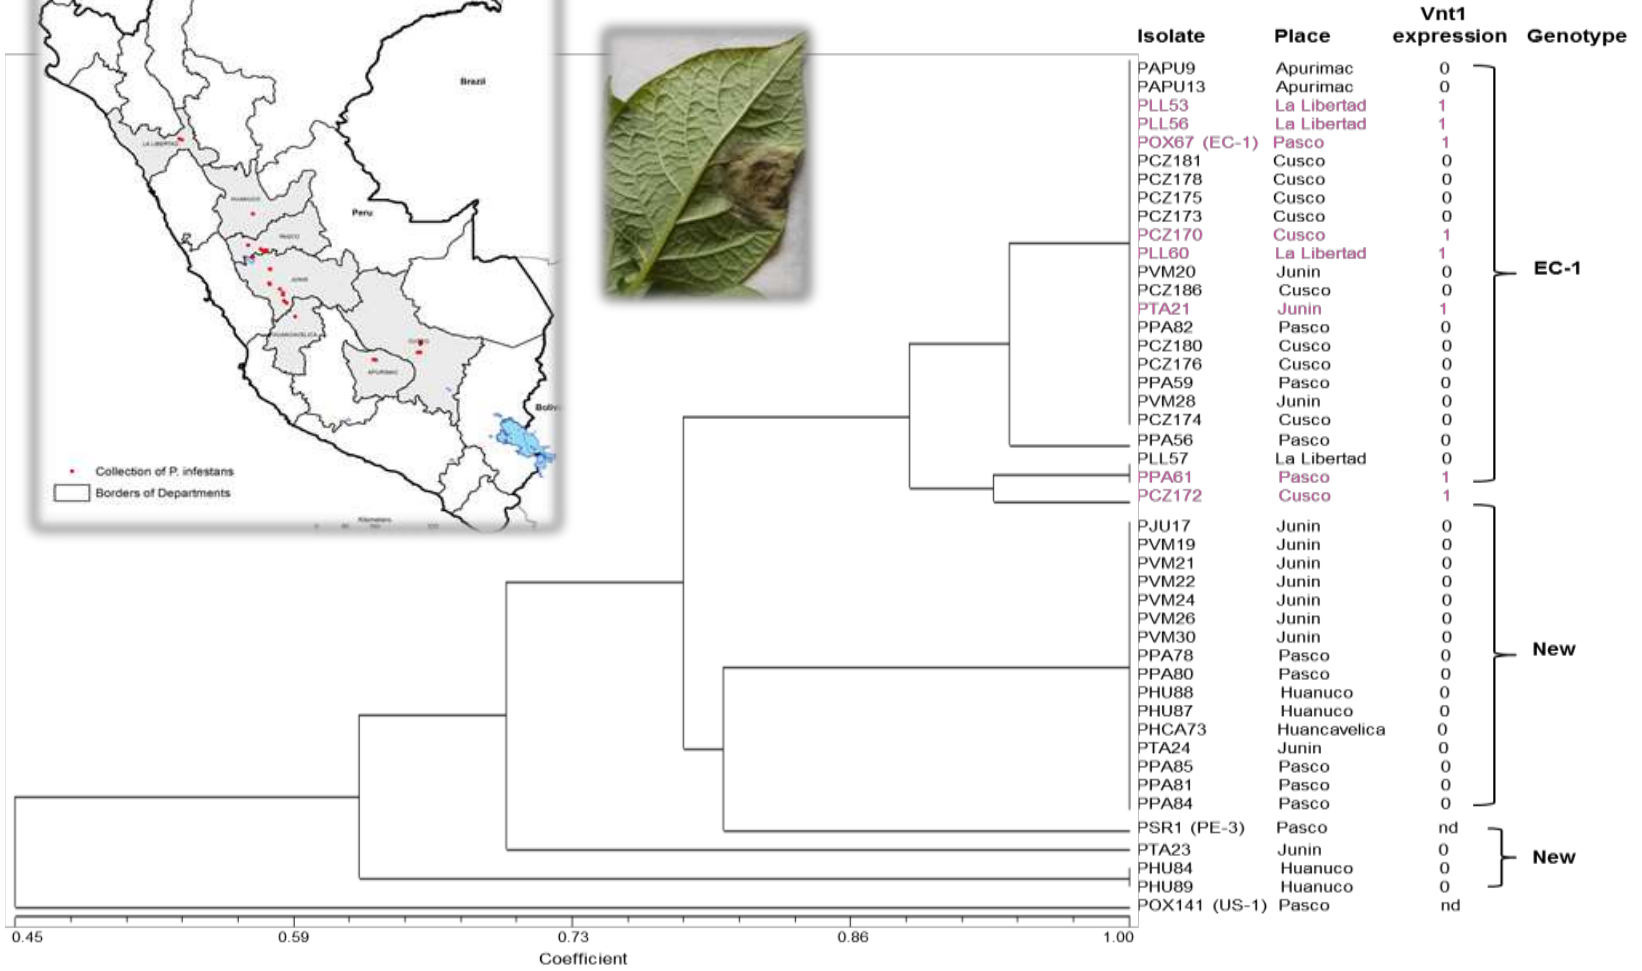 Brazil
LA LIBERTAD
HUANUCO
Peru
PASCO
JUNIN
HUANCAVELICA
CUSCO
APURIMAC
Collection of P. infestans
Borders of Departments
Kilometers
Vnt1
Isolate Place expression Genotype
PAPU9 Apurimac 0
PAPU13 Apurimac 0
PLL53 La Libertad 1
PLL56 La Libertad 1
POX67 (EC-1) Pasco 1
PCZ181 Cusco 0
PCZ178 Cusco 0
PCZ175 Cusco 0
PCZ173 Cusco 0
PCZ170 Cusco 1
PLL60 La Libertad 1
EC-1
PVM20 Junin 0
PCZ186 Cusco 0
PTA21 Junin 1
PPA82 Pasco 0
PCZ180 Cusco 0
PCZ176 Cusco 0
PPA59 Pasco 0
PVM28 Junin 0
PCZ174 Cusco 0
PPA56 Pasco 0
PLL57 La Libertad 0
PPA61 Pasco 1
PCZ172 Cusco 1
PJU17 Junin 0
PVM19 Junin 0
PVM21 Junin 0
PVM22 Junin 0
PVM24 Junin 0
PVM26 Junin 0
PVM30 Junin 0
New
PPA78 Pasco 0
PPA80 Pasco 0
PHU88 Huanuco 0
PHU87 Huanuco 0
PHCA73 Huancavelica 0
PTA24 Junin 0
PPA85 Pasco 0
PPA81 Pasco 0
PPA84 Pasco 0
PSR1 (PE-3) Pasco nd
PTA23 Junin 0
New
PHU84 Huanuco 0
PHU89 Huanuco 0
POX141 (US-1) Pasco nd
0.45 0.59 0.73 0.86 1.00
Coefficient